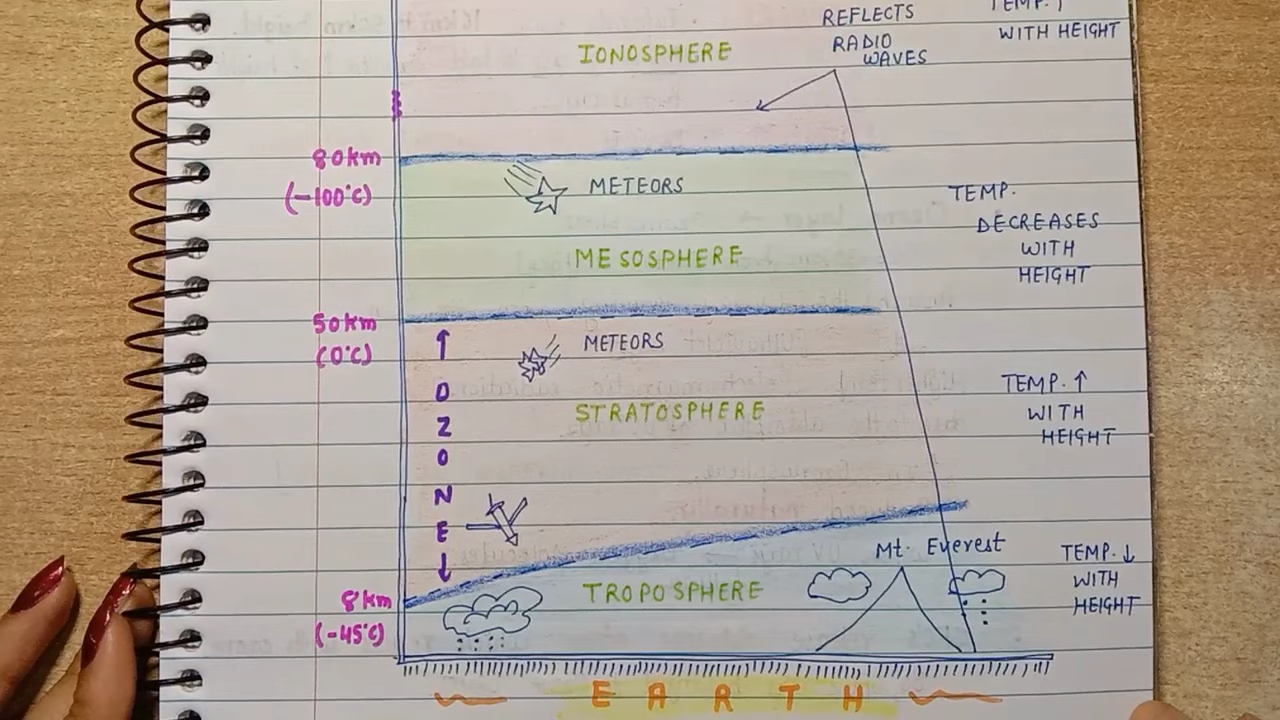 IONOSPHERE
REFLECTS
RADIO
WAVES
TEMP. ↑
WITH HEIGHT
80km
(-100°C)
METEORS
MESOSPHERE
TEMP.
DECREASES
WITH
HEIGHT
50km
(0°C)
METEORS
STRATOSPHERE
OZONE
TEMP. ↑
WITH
HEIGHT
8km
(-45°C)
TROPOSPHERE
Mt. Everest
TEMP. ↓
WITH
HEIGHT
EARTH